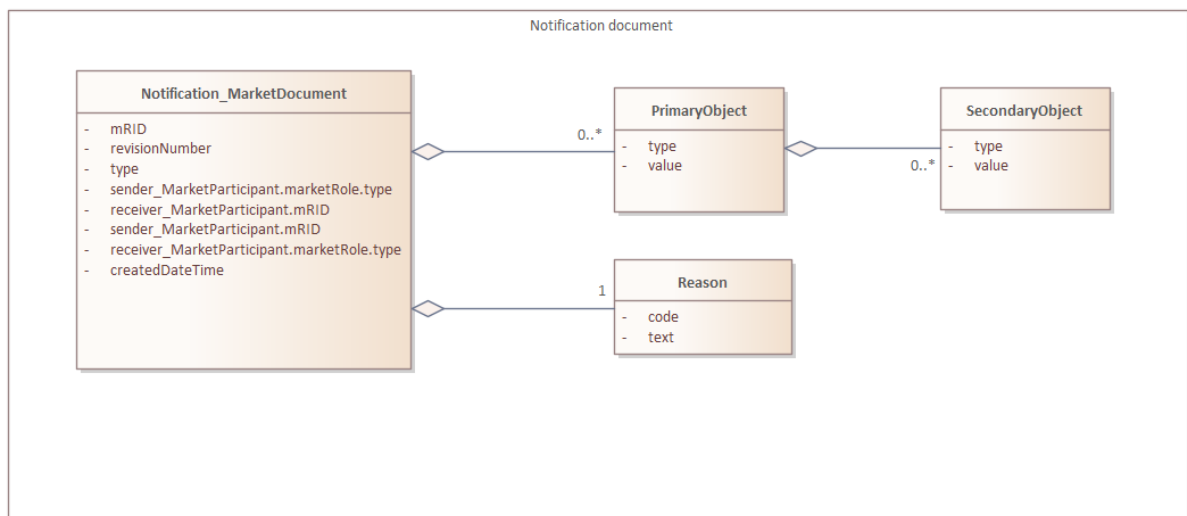 Notification document
Notification_MarketDocument
- mRID
- revisionNumber
- type
- sender_MarketParticipant.marketRole.type
- receiver_MarketParticipant.mRID
- sender_MarketParticipant.mRID
- receiver_MarketParticipant.marketRole.type
- createdDateTime
0..*
PrimaryObject
- type
- value
0..*
SecondaryObject
- type
- value
1
Reason
- code
- text